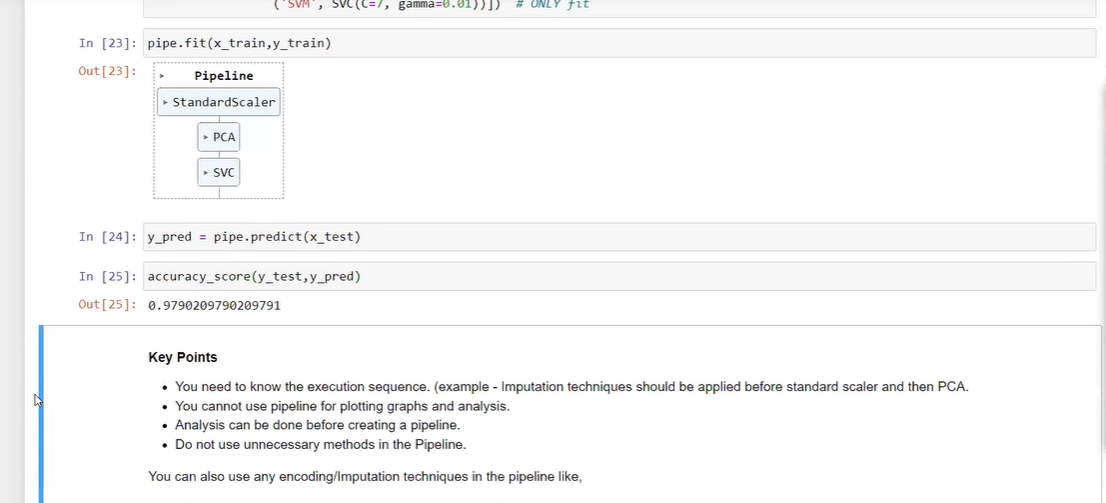 ('SVM', SVC(C=7, gamma=0.01))]) # ONLY fit
In [23]: pipe.fit(x_train,y_train)
Out[23]:
Pipeline
StandardScaler
PCA
SVC
In [24]: y_pred = pipe.predict(x_test)
In [25]: accuracy_score(y_test,y_pred)
Out[25]: 0.9790209790209791
Key Points
• You need to know the execution sequence. (example - Imputation techniques should be applied before standard scaler and then PCA.
• You cannot use pipeline for plotting graphs and analysis.
• Analysis can be done before creating a pipeline.
• Do not use unnecessary methods in the Pipeline.
You can also use any encoding/Imputation techniques in the pipeline like,